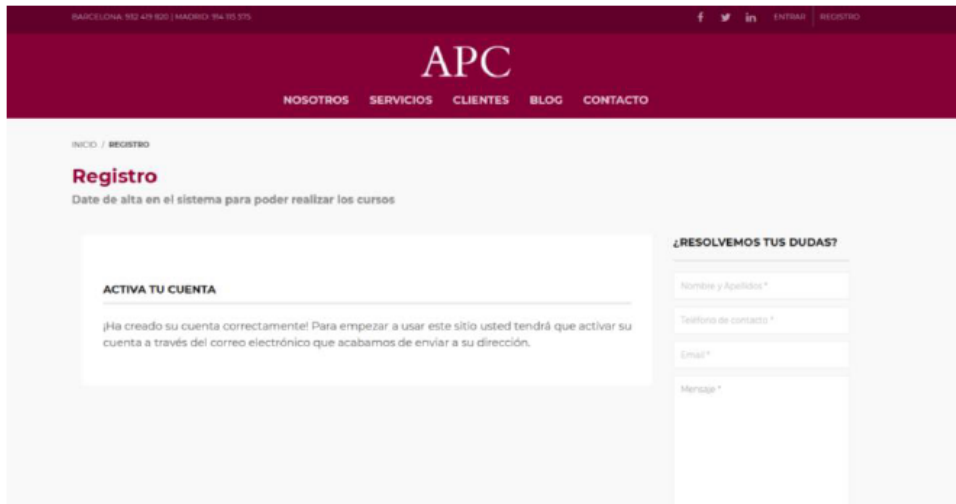 BARCELONA: 932 419 820 | MADRID: 914 115 375
ENTRAR REGISTRO
APC
NOSOTROS SERVICIOS CLIENTES BLOG CONTACTO
INICIO / REGISTRO
Registro
Date de alta en el sistema para poder realizar los cursos
ACTIVA TU CUENTA
¡Ha creado su cuenta correctamente! Para empezar a usar este sitio usted tendrá que activar su
cuenta a través del correo electrónico que acabamos de enviar a su dirección.
¿RESOLVEMOS TUS DUDAS?
Nombre y Apellidos *
Teléfono de contacto *
Email *
Mensaje *